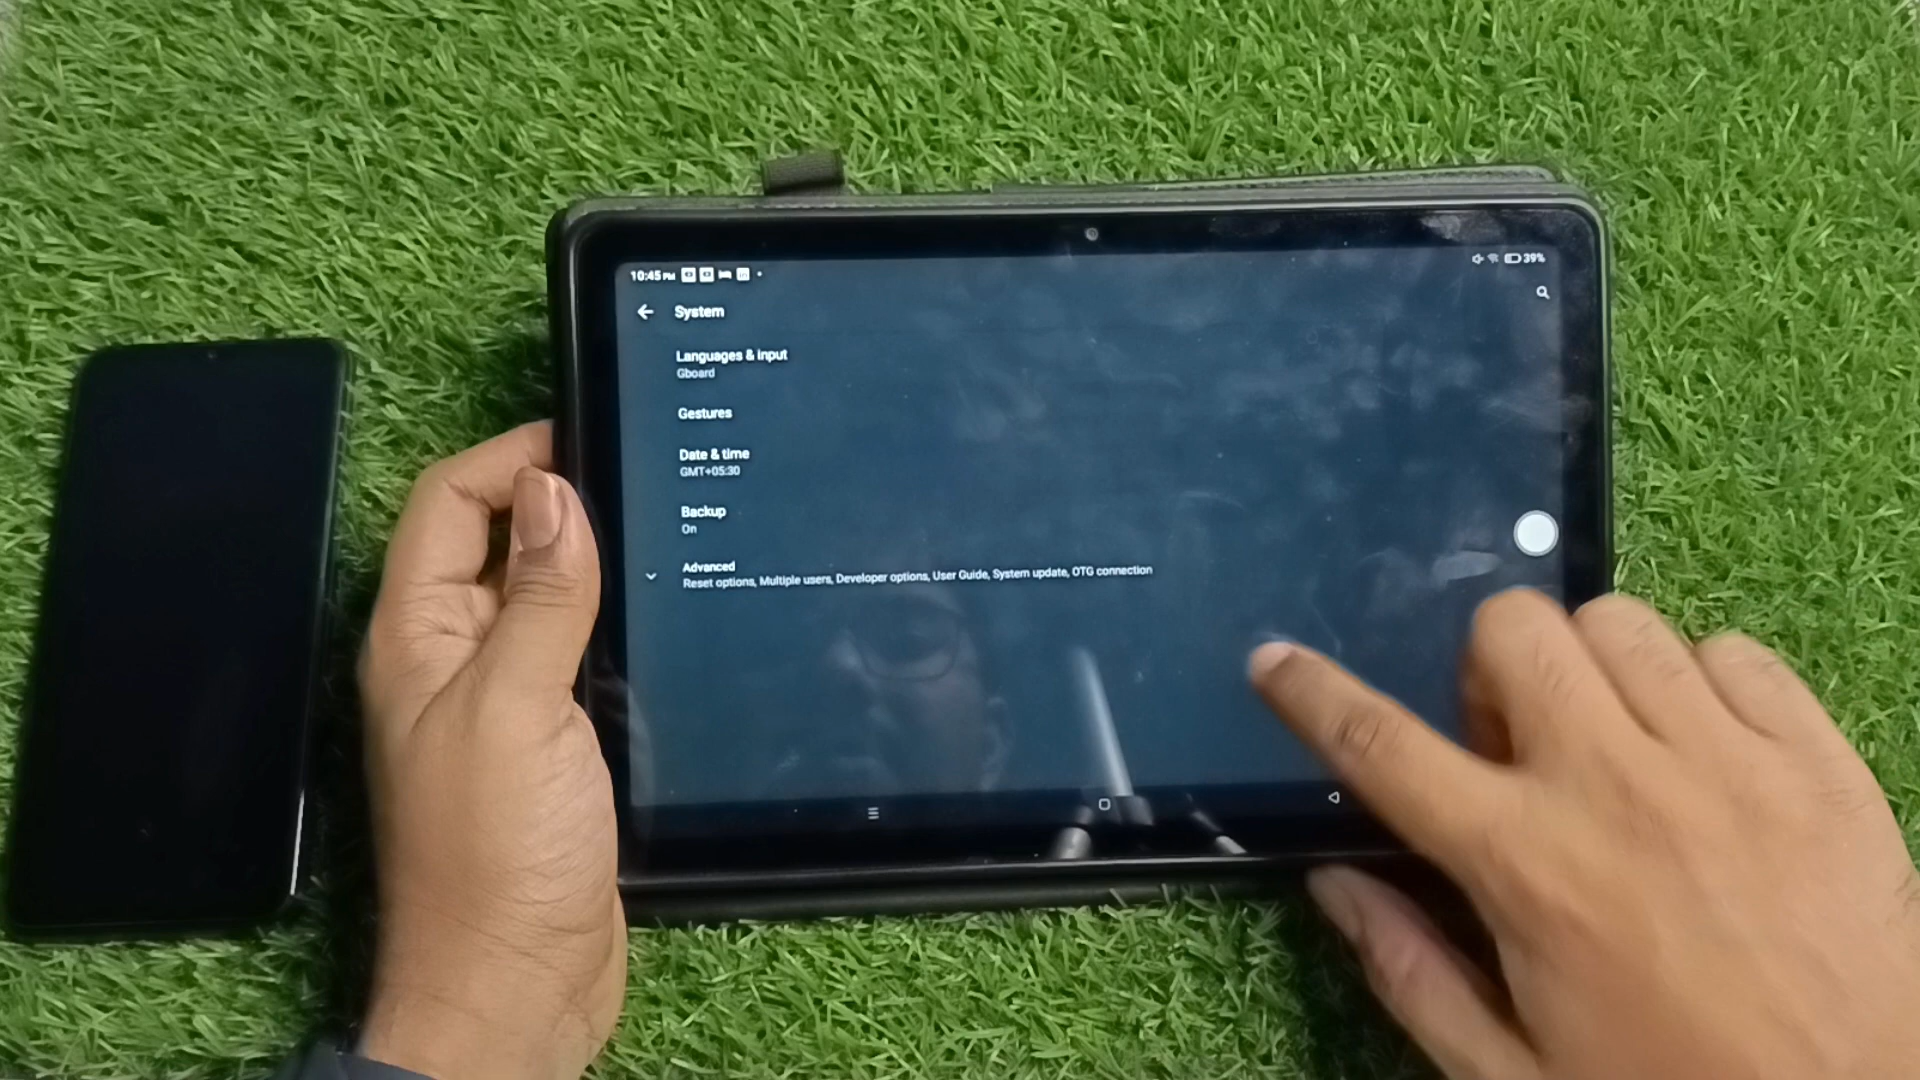 10:45 PM
39%
System
Languages & input
Gboard
Gestures
Date & time
GMT+05:30
Backup
On
Advanced
Reset options, Multiple users, Developer options, User Guide, System update, OTG connection